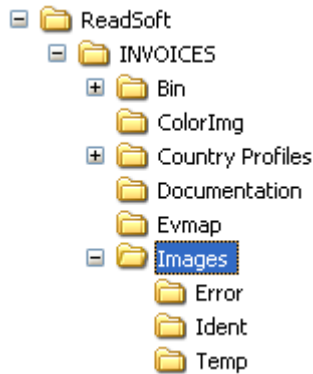 ReadSoft
INVOICES
Bin
ColorImg
Country Profiles
Documentation
Evmap
Images
Error
Ident
Temp